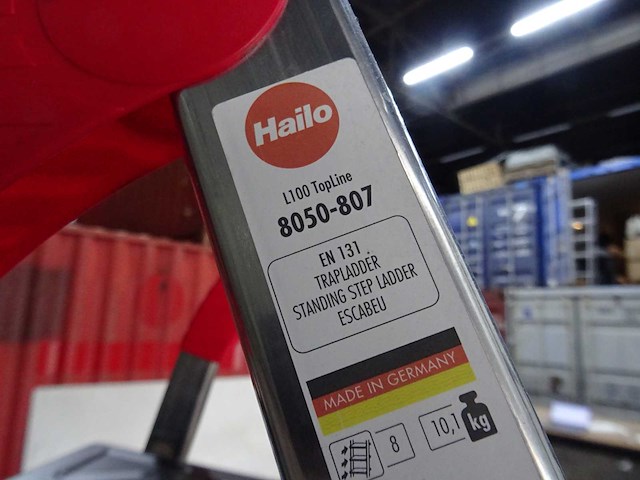 Hailo
L100 TopLine
8050-807
EN 131
TRAPLADDER
STANDING STEP LADDER
ESCABEU
MADE IN GERMANY
8
10,1
kg